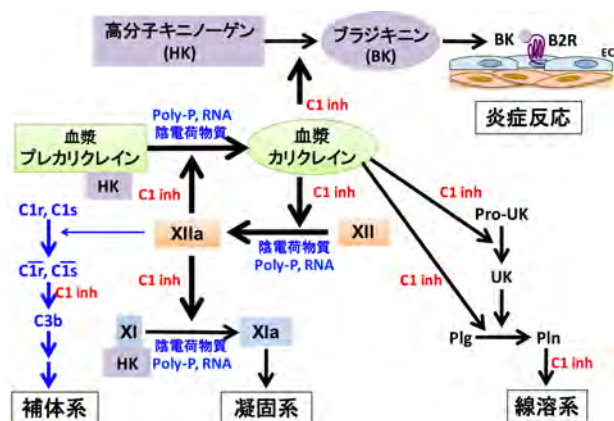 高分子キニノーゲン
(HK)
ブラジキニン
(BK)
BK
B2R
EC
炎症反応
C1 inh
Poly-P, RNA
陰電荷物質
血漿
プレカリクレイン
HK
血漿
カリクレイン
C1 inh
C1 inh
C1 inh
C1r, C1s
XIIa
XII
陰電荷物質
Poly-P, RNA
Pro-UK
C1̅r̅, C1̅s̅
C1 inh
C1 inh
C1 inh
UK
C3b
XI
HK
陰電荷物質
Poly-P, RNA
XIa
Plg
Pln
C1 inh
補体系
凝固系
線溶系